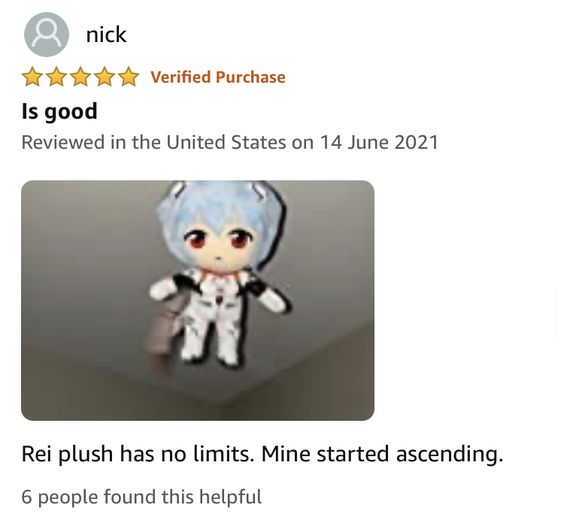 nick
Verified Purchase
Is good
Reviewed in the United States on 14 June 2021
Rei plush has no limits. Mine started ascending.
6 people found this helpful